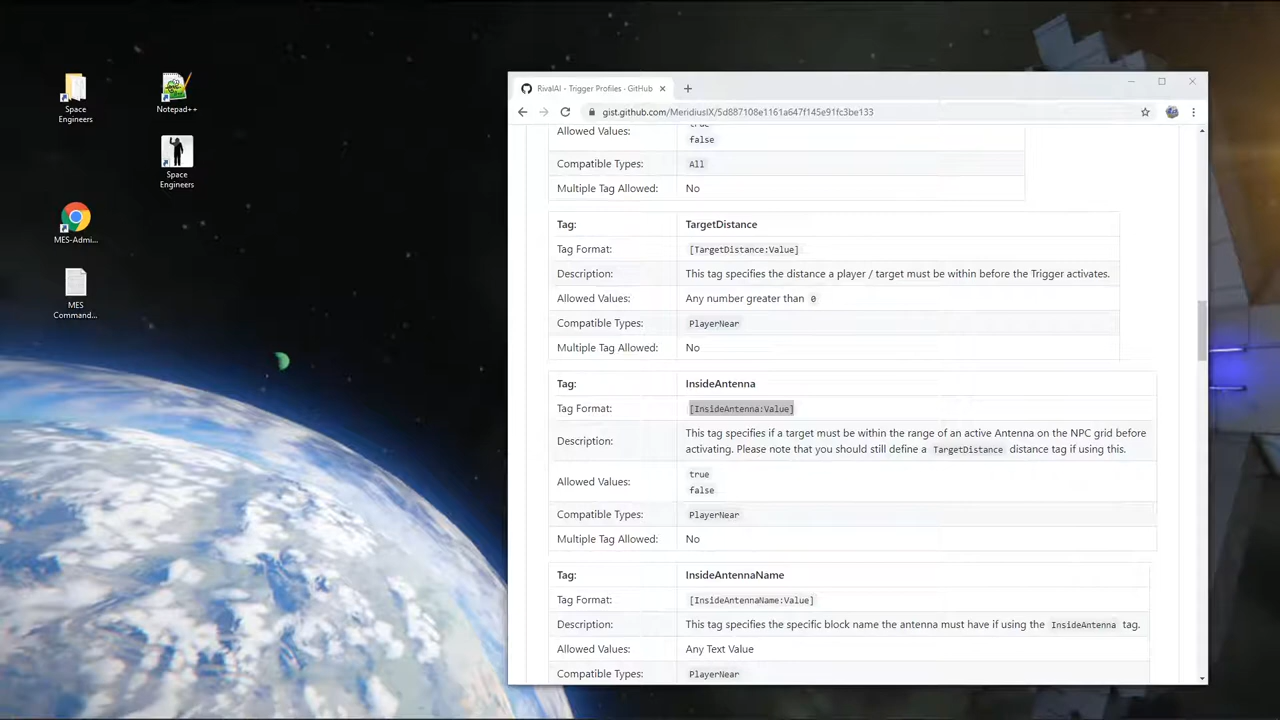 Space
Engineers
Notepad++
Space
Engineers
MES-Admi...
MES
Command...
RivalAI - Trigger Profiles · GitHub
gist.github.com/MeridiusIX/5d887108e1161a647f145e91fc3be133
Allowed Values: true
false
Compatible Types: All
Multiple Tag Allowed: No
Tag: TargetDistance
Tag Format: [TargetDistance:Value]
Description: This tag specifies the distance a player / target must be within before the Trigger activates.
Allowed Values: Any number greater than 0
Compatible Types: PlayerNear
Multiple Tag Allowed: No
Tag: InsideAntenna
Tag Format: [InsideAntenna:Value]
Description: This tag specifies if a target must be within the range of an active Antenna on the NPC grid before
activating. Please note that you should still define a TargetDistance distance tag if using this.
Allowed Values: true
false
Compatible Types: PlayerNear
Multiple Tag Allowed: No
Tag: InsideAntennaName
Tag Format: [InsideAntennaName:Value]
Description: This tag specifies the specific block name the antenna must have if using the InsideAntenna tag.
Allowed Values: Any Text Value
Compatible Types: PlayerNear